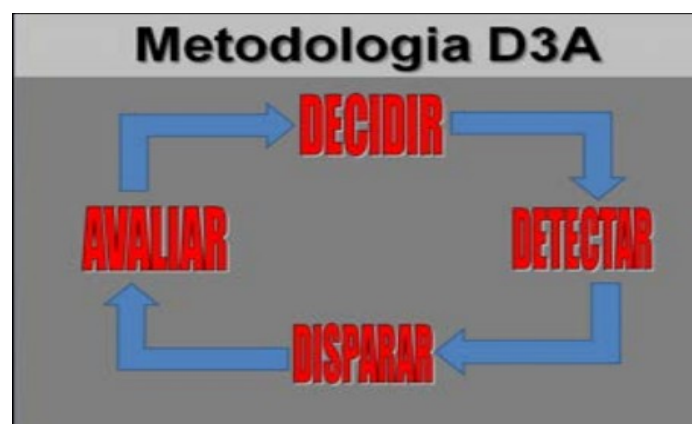 Metodologia D3A
DECIDIR
AVALIAR
DETECTAR
DISPARAR